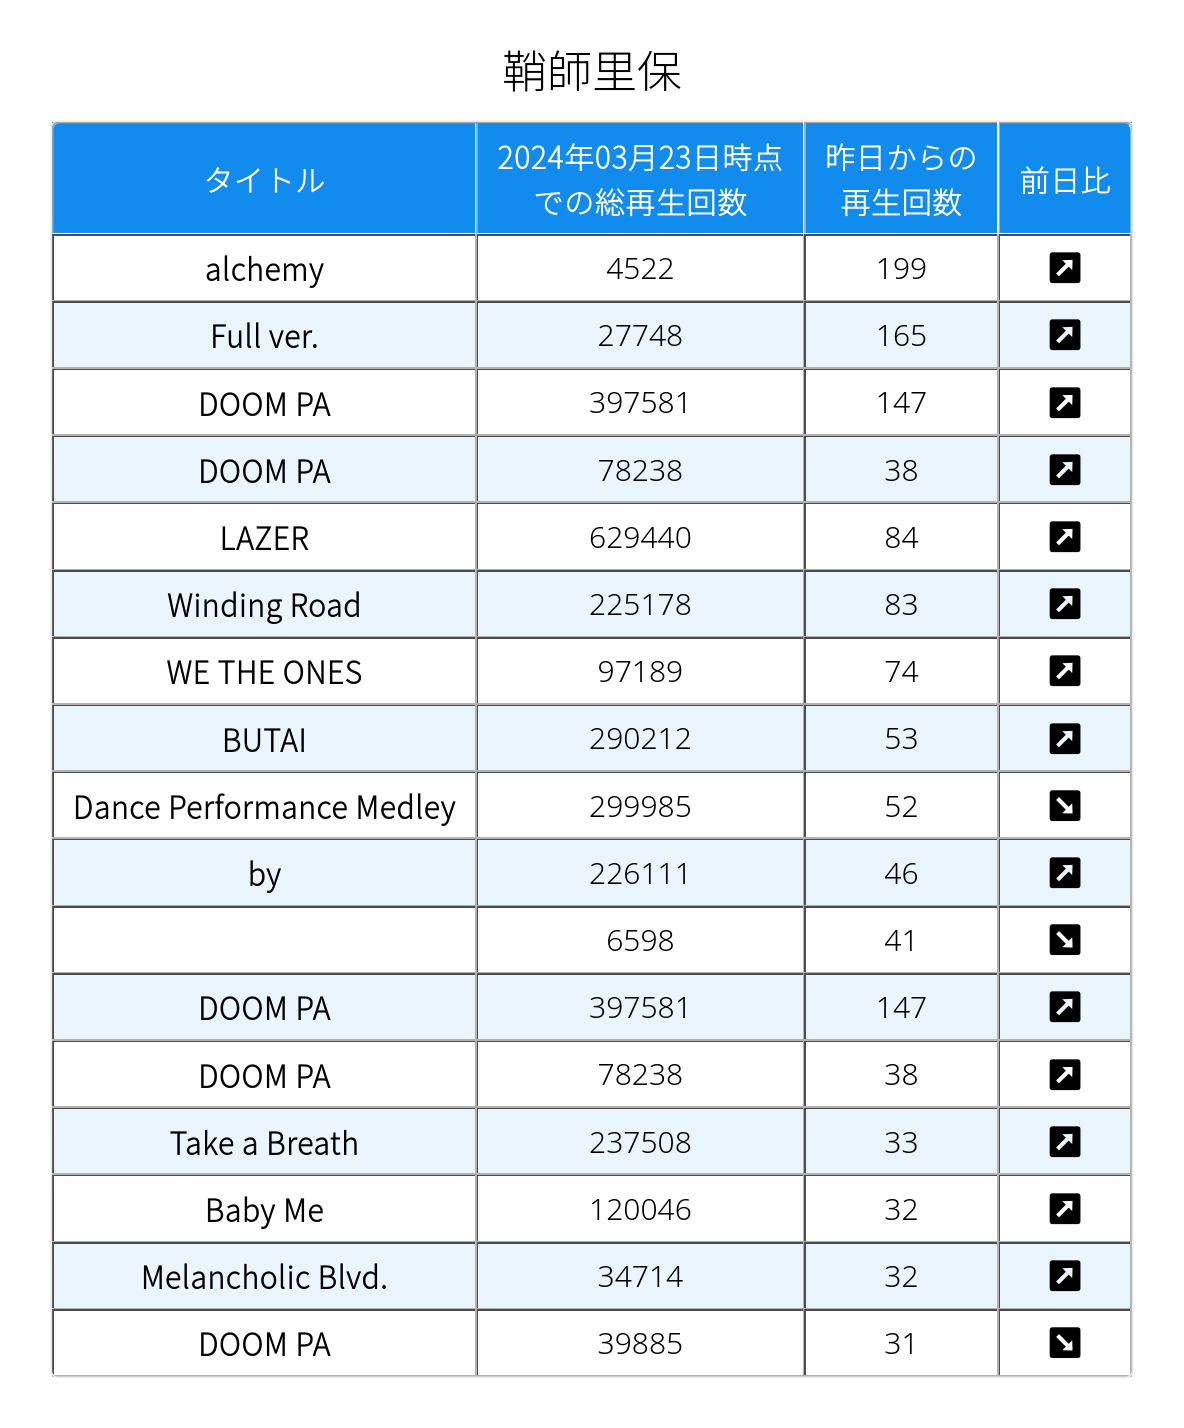 鞘師里保
タイトル 2024年03月23日時点での総再生回数 昨日からの再生回数 前日比
alchemy 4522 199 ↗
Full ver. 27748 165 ↗
DOOM PA 397581 147 ↗
DOOM PA 78238 38 ↗
LAZER 629440 84 ↗
Winding Road 225178 83 ↗
WE THE ONES 97189 74 ↗
BUTAI 290212 53 ↗
Dance Performance Medley 299985 52 ↘
by 226111 46 ↗
6598 41 ↘
DOOM PA 397581 147 ↗
DOOM PA 78238 38 ↗
Take a Breath 237508 33 ↗
Baby Me 120046 32 ↗
Melancholic Blvd. 34714 32 ↗
DOOM PA 39885 31 ↘